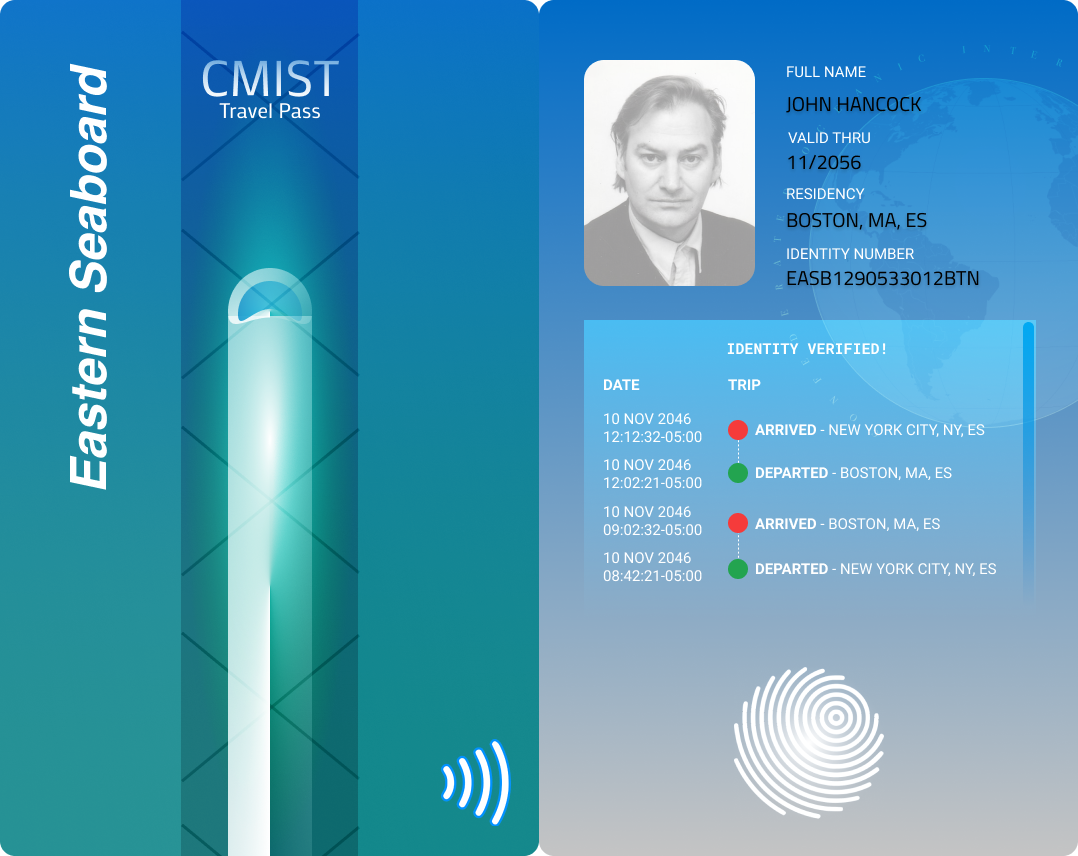 Eastern Seaboard
CMIST
Travel Pass
FULL NAME
JOHN HANCOCK
VALID THRU
11/2056
RESIDENCY
BOSTON, MA, ES
IDENTITY NUMBER
EASB1290533012BTN
IDENTITY VERIFIED!
DATE TRIP
10 NOV 2046
12:12:32-05:00
ARRIVED - NEW YORK CITY, NY, ES
10 NOV 2046
12:02:21-05:00
DEPARTED - BOSTON, MA, ES
10 NOV 2046
09:02:32-05:00
ARRIVED - BOSTON, MA, ES
10 NOV 2046
08:42:21-05:00
DEPARTED - NEW YORK CITY, NY, ES